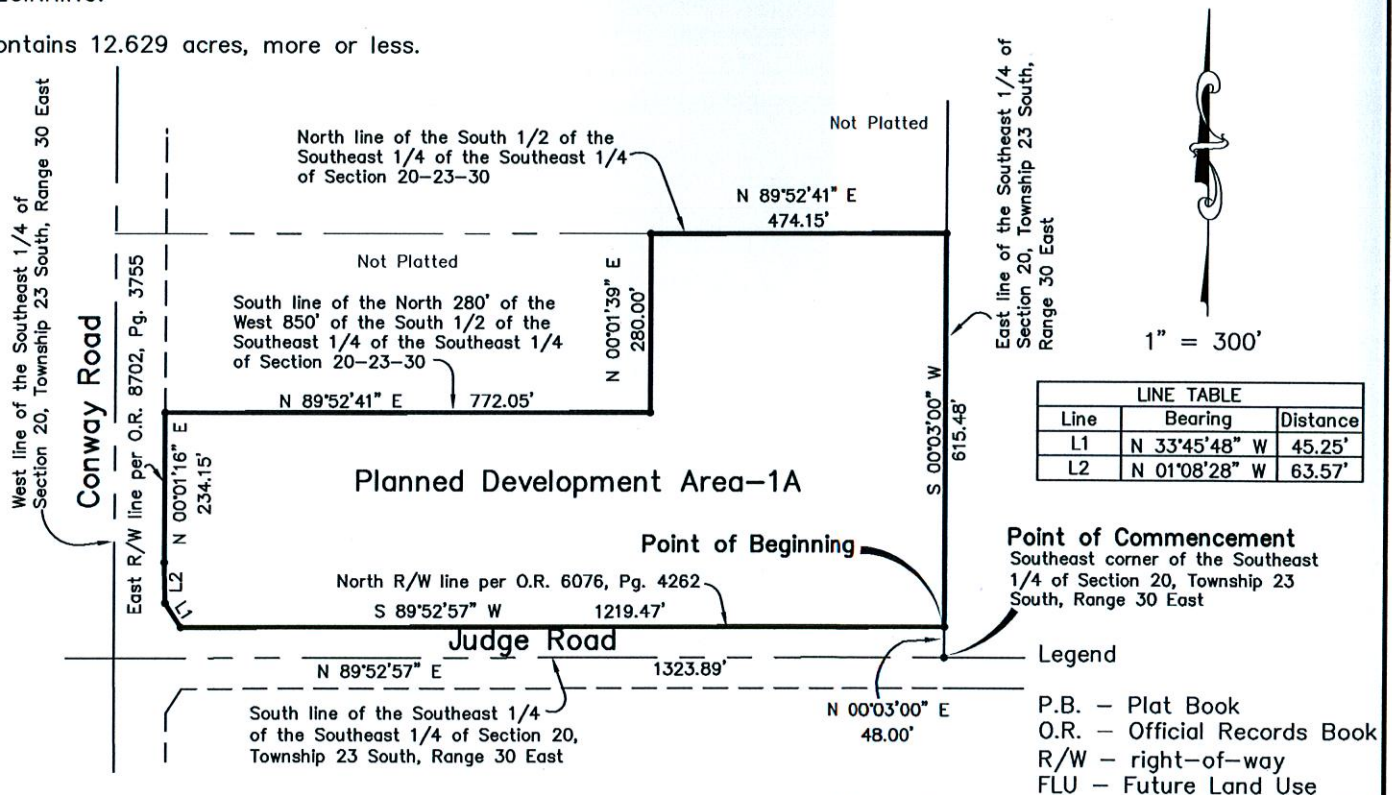 ontains 12.629 acres, more or less.
West line of the Southeast 1/4 of
Section 20, Township 23 South, Range 30 East
Conway Road
East R/W line per O.R. 8702, Pg. 3755
North line of the South 1/2 of the
Southeast 1/4 of the Southeast 1/4
of Section 20-23-30
Not Platted
N 89°52'41" E
474.15'
East line of the Southeast 1/4 of
Section 20, Township 23 South,
Range 30 East
1" = 300'
Not Platted
South line of the North 280' of the
West 850' of the South 1/2 of the
Southeast 1/4 of the Southeast 1/4
of Section 20-23-30
N 00°01'39" E
280.00'
N 89°52'41" E 772.05'
S 00°03'00" W
615.48'
LINE TABLE
Line Bearing Distance
L1 N 33°45'48" W 45.25'
L2 N 01°08'28" W 63.57'
N 00°01'16" E
234.15'
L2
L1
Planned Development Area-1A
Point of Beginning
Point of Commencement
Southeast corner of the Southeast
1/4 of Section 20, Township 23
South, Range 30 East
North R/W line per O.R. 6076, Pg. 4262
S 89°52'57" W 1219.47'
Judge Road
N 89°52'57" E 1323.89'
South line of the Southeast 1/4
of the Southeast 1/4 of Section 20,
Township 23 South, Range 30 East
N 00°03'00" E
48.00'
Legend
P.B. - Plat Book
O.R. - Official Records Book
R/W - right-of-way
FLU - Future Land Use